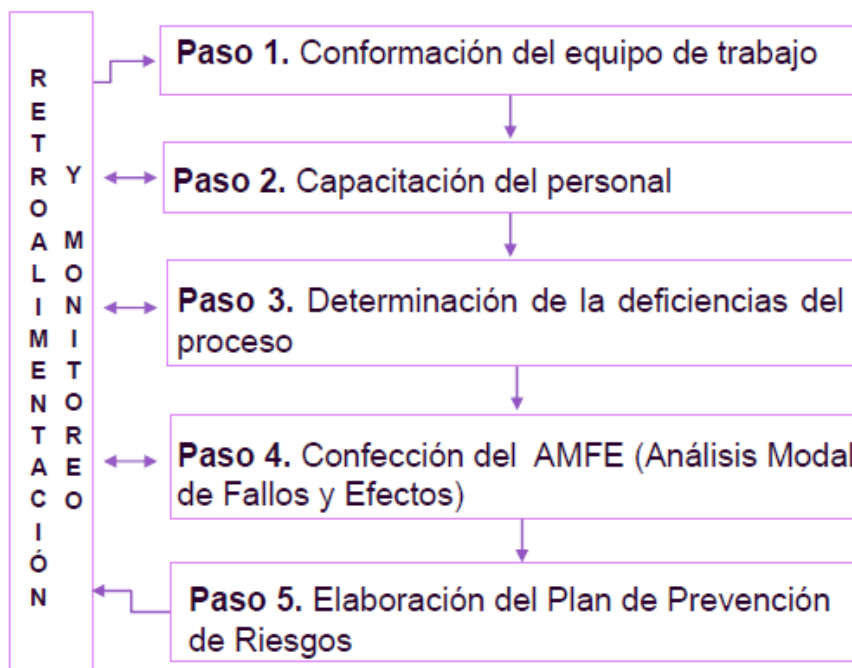 RETROALIMENTACIÓN
Y MONITOREO
Paso 1. Conformación del equipo de trabajo
Paso 2. Capacitación del personal
Paso 3. Determinación de la deficiencias del
proceso
Paso 4. Confección del AMFE (Análisis Modal
de Fallos y Efectos)
Paso 5. Elaboración del Plan de Prevención
de Riesgos